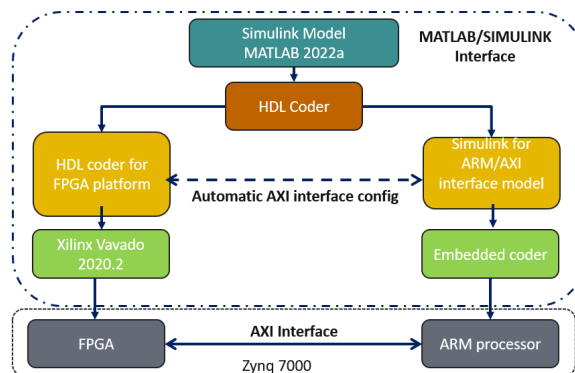 Simulink Model
MATLAB 2022a
MATLAB/SIMULINK
Interface
HDL Coder
HDL coder for
FPGA platform
Simulink for
ARM/AXI
interface model
Automatic AXI interface config
Xilinx Vavado
2020.2
Embedded coder
FPGA
AXI Interface
ARM processor
Zynq 7000